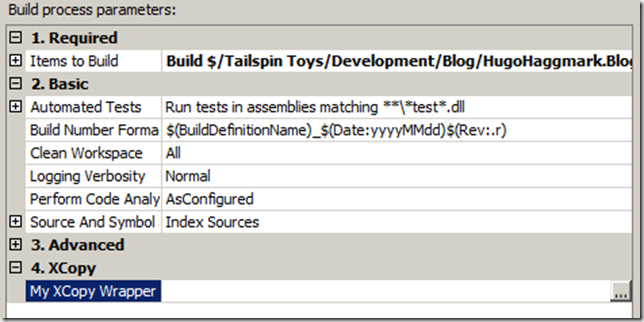 Build process parameters:
1. Required
Items to Build Build $/Tailspin Toys/Development/Blog/HugoHaggmark.Blog
2. Basic
Automated Tests Run tests in assemblies matching **\*test*.dll
Build Number Forma $(BuildDefinitionName)_$(Date:yyyyMMdd)$(Rev:.r)
Clean Workspace All
Logging Verbosity Normal
Perform Code Analy AsConfigured
Source And Symbol Index Sources
3. Advanced
4. XCopy
My XCopy Wrapper ...